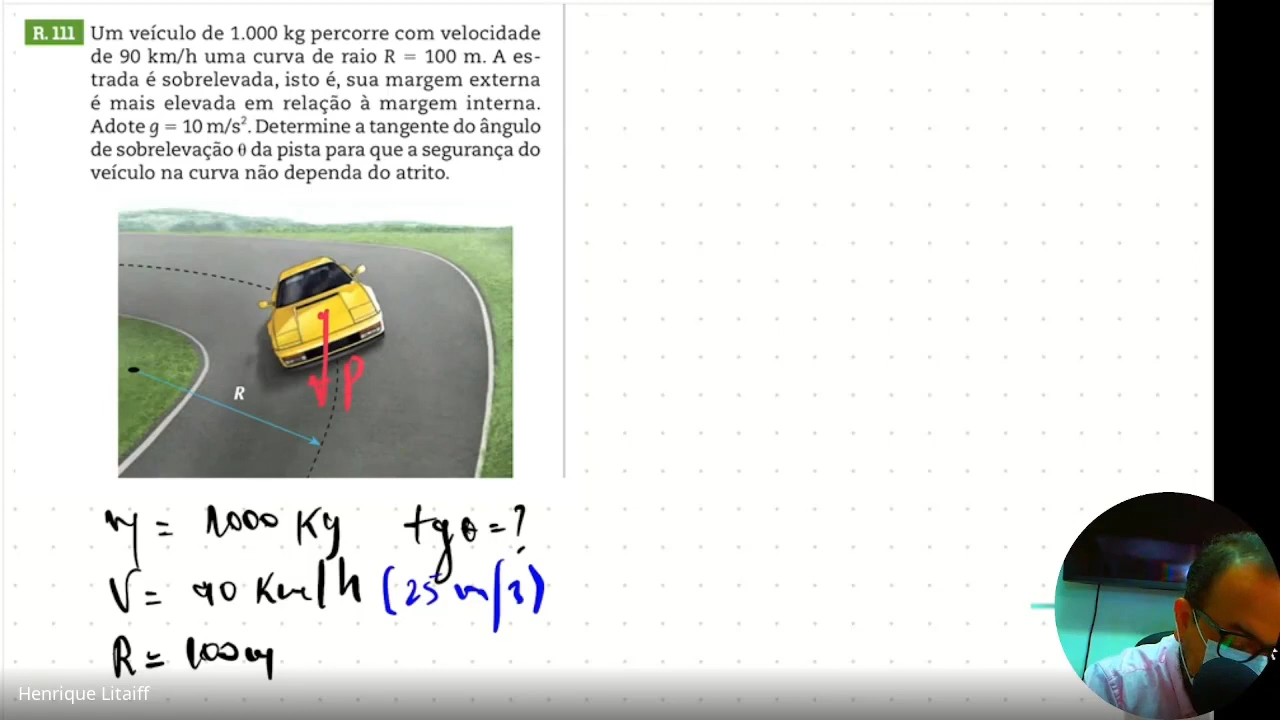 R. 111 Um veículo de 1.000 kg percorre com velocidade
de 90 km/h uma curva de raio R = 100 m. A es-
trada é sobrelevada, isto é, sua margem externa
é mais elevada em relação à margem interna.
Adote g = 10 m/s². Determine a tangente do ângulo
de sobrelevação θ da pista para que a segurança do
veículo na curva não dependa do atrito.
P
R
m = 1000 Kg tg θ = ?
V = 90 Km/h (25 m/s)
R = 100m
Henrique Litaiff